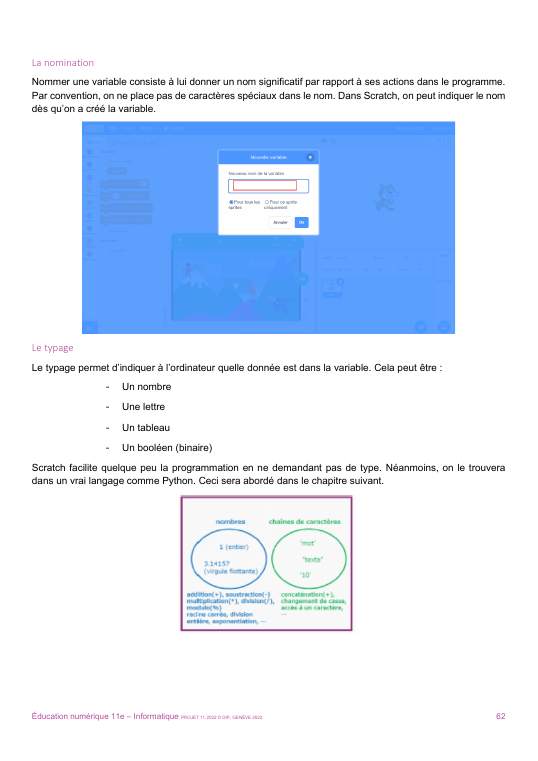 La nomination
Nommer une variable consiste à lui donner un nom significatif par rapport à ses actions dans le programme.
Par convention, on ne place pas de caractères spéciaux dans le nom. Dans Scratch, on peut indiquer le nom
dès qu'on a créé la variable.
Nouvelle variable
Nouveau nom de la variable
Pour tous les sprites
Pour ce sprite uniquement
Annuler
Ok
Le typage
Le typage permet d'indiquer à l'ordinateur quelle donnée est dans la variable. Cela peut être :
- Un nombre
- Une lettre
- Un tableau
- Un booléen (binaire)
Scratch facilite quelque peu la programmation en ne demandant pas de type. Néanmoins, on le trouvera
dans un vrai langage comme Python. Ceci sera abordé dans le chapitre suivant.
nombres
chaînes de caractères
1 (entier)
3.14157
(virgule flottante)
'mot'
"texte"
'10'
addition(+), soustraction(-)
multiplication(*), division(/),
modulo(%)
racine carrée, division
entière, exponentiation, ...
concaténation(+),
changement de casse,
accès à un caractère,
...
Éducation numérique 11e – Informatique PROJET 11.2022 © DIP, GENÈVE 2022
62